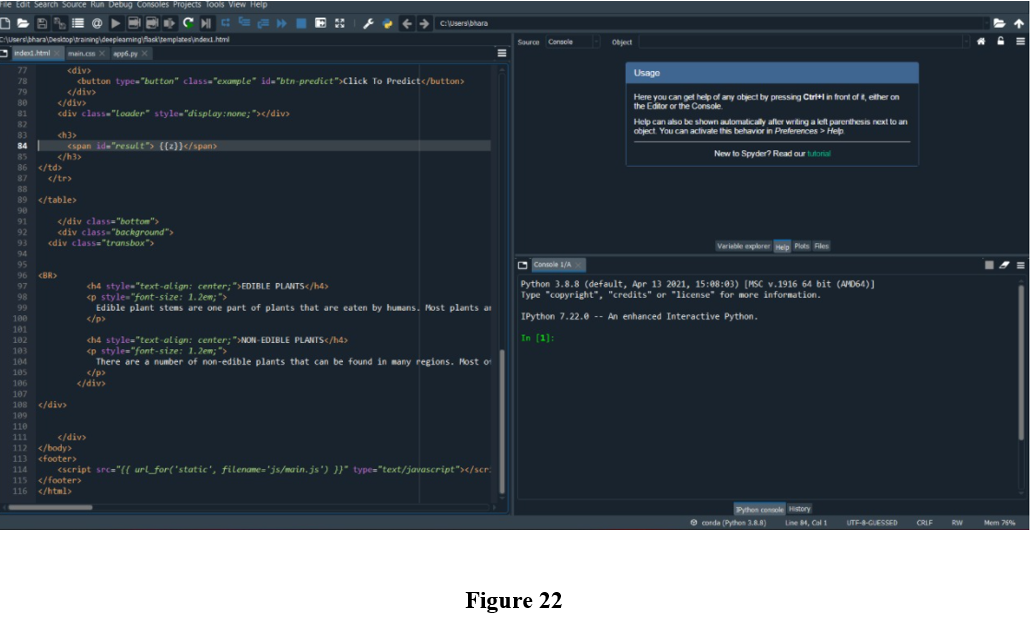 File Edit Search Source Run Debug Consoles Projects Tools View Help
C:\Users\bhara
C:\Users\bhara\Desktop\training\deeplearning\flask\templates\index1.html
index1.html
main.css
app6.py
77 <div>
78 <button type="button" class="example" id="btn-predict">Click To Predict</button>
79 </div>
80 </div>
81 <div class="loader" style="display:none;"></div>
82
83 <h3>
84 <span id="result"> {{z}}</span>
85 </h3>
86 </td>
87 </tr>
88
89 </table>
90
91 </div class="bottom">
92 <div class="background">
93 <div class="transbox">
94
95
96 <BR>
97 <h4 style="text-align: center;">EDIBLE PLANTS</h4>
98 <p style="font-size: 1.2em;">
99 Edible plant stems are one part of plants that are eaten by humans. Most plants ar
100 </p>
101
102 <h4 style="text-align: center;">NON-EDIBLE PLANTS</h4>
103 <p style="font-size: 1.2em;">
104 There are a number of non-edible plants that can be found in many regions. Most of
105 </p>
106 </div>
107
108 </div>
109
110
111 </div>
112 </body>
113 <footer>
114 <script src="{{ url_for('static', filename='js/main.js') }}" type="text/javascript"></scr
115 </footer>
116 </html>
Source Console Object
Usage
Here you can get help of any object by pressing Ctrl+I in front of it, either on
the Editor or the Console.
Help can also be shown automatically after writing a left parenthesis next to an
object. You can activate this behavior in Preferences > Help.
New to Spyder? Read our tutorial
Variable explorer Help Plots Files
Console 1/A
Python 3.8.8 (default, Apr 13 2021, 15:08:03) [MSC v.1916 64 bit (AMD64)]
Type "copyright", "credits" or "license" for more information.
IPython 7.22.0 -- An enhanced Interactive Python.
In [1]:
IPython console History
conda (Python 3.8.8) Line 84, Col 1 UTF-8-GUESSED CRLF RW Mem 76%
Figure 22